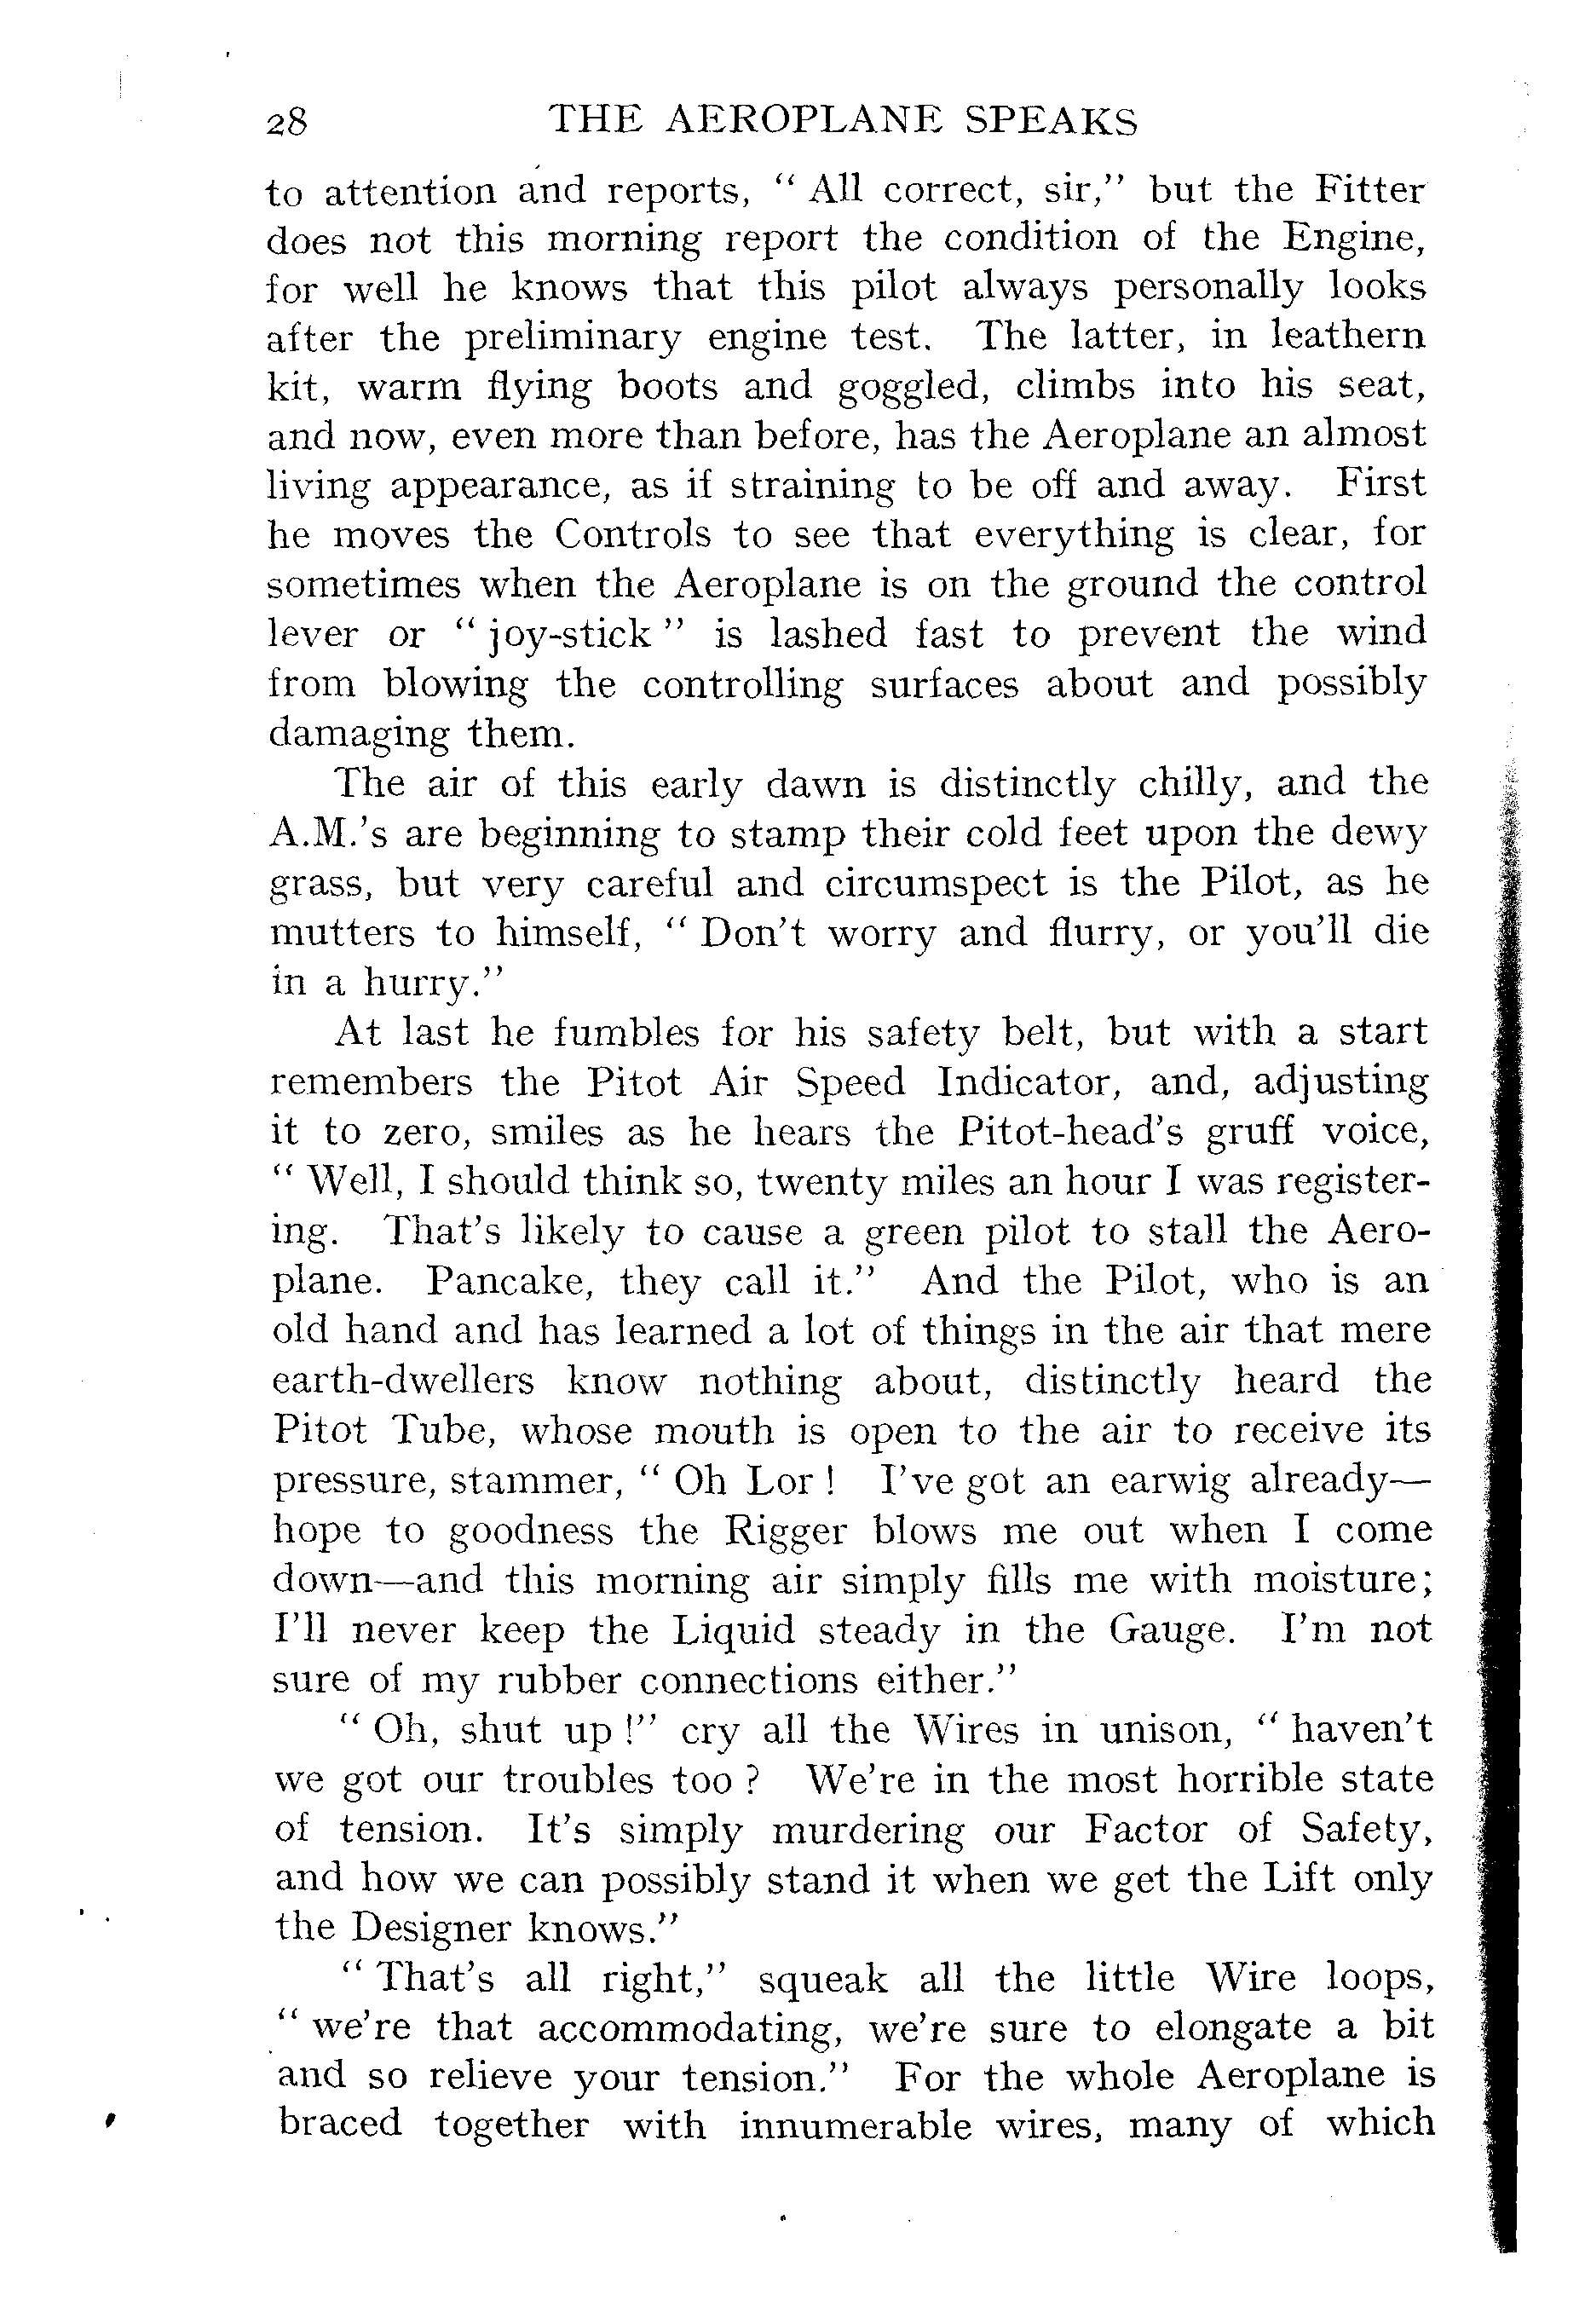 28 THE AEROPLANE SPEAKS
to attention and reports, “ All correct, sir,” but the Fitter
does not this morning report the condition of the Engine,
for well he knows that this pilot always personally looks
after the preliminary engine test. The latter, in leathern
kit, warm flying boots and goggled, climbs into his seat,
and now, even more than before, has the Aeroplane an almost
living appearance, as if straining to be off and away. First
he moves the Controls to see that everything is clear, for
sometimes when the Aeroplane is on the ground the control
lever or “ joy-stick ” is lashed fast to prevent the wind
from blowing the controlling surfaces about and possibly
damaging them.
The air of this early dawn is distinctly chilly, and the
A.M.’s are beginning to stamp their cold feet upon the dewy
grass, but very careful and circumspect is the Pilot, as he
mutters to himself, “ Don’t worry and flurry, or you’ll die
in a hurry.”
At last he fumbles for his safety belt, but with a start
remembers the Pitot Air Speed Indicator, and, adjusting
it to zero, smiles as he hears the Pitot-head’s gruff voice,
“ Well, I should think so, twenty miles an hour I was register-
ing. That’s likely to cause a green pilot to stall the Aero-
plane. Pancake, they call it.” And the Pilot, who is an
old hand and has learned a lot of things in the air that mere
earth-dwellers know nothing about, distinctly heard the
Pitot Tube, whose mouth is open to the air to receive its
pressure, stammer, “ Oh Lor ! I’ve got an earwig already—
hope to goodness the Rigger blows me out when I come
down—and this morning air simply fills me with moisture;
I’ll never keep the Liquid steady in the Gauge. I’m not
sure of my rubber connections either.”
“ Oh, shut up !” cry all the Wires in unison, “ haven’t
we got our troubles too ? We’re in the most horrible state
of tension. It’s simply murdering our Factor of Safety,
and how we can possibly stand it when we get the Lift only
the Designer knows.”
“ That’s all right,” squeak all the little Wire loops,
“ we’re that accommodating, we’re sure to elongate a bit
and so relieve your tension.” For the whole Aeroplane is
braced together with innumerable wires, many of which